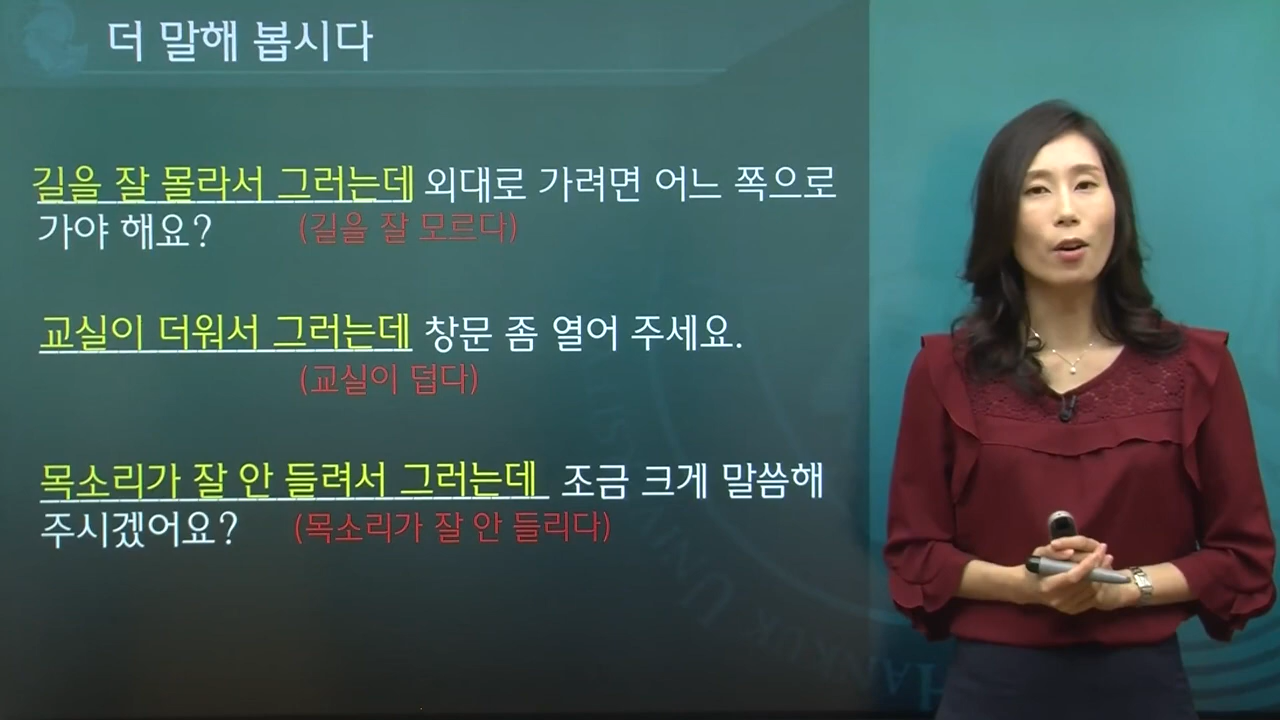 더 말해 봅시다
길을 잘 몰라서 그러는데 외대로 가려면 어느 쪽으로
가야 해요? (길을 잘 모르다)
교실이 더워서 그러는데 창문 좀 열어 주세요.
(교실이 덥다)
목소리가 잘 안 들려서 그러는데 조금 크게 말씀해
주시겠어요? (목소리가 잘 안 들리다)
HANKUK UNI